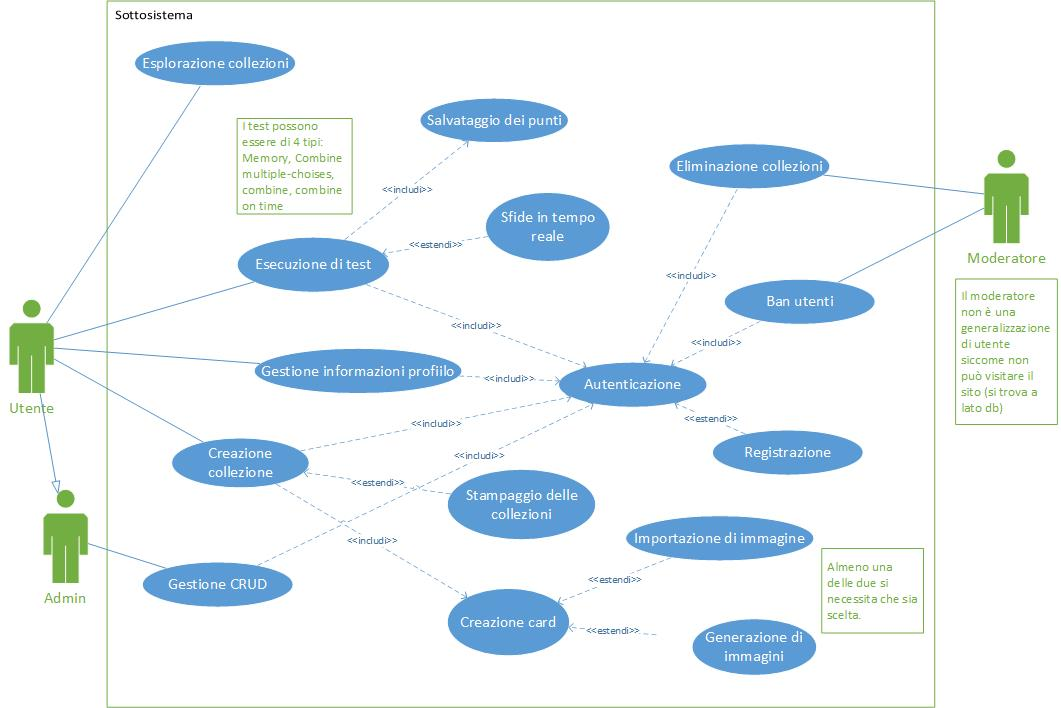 Sottosistema
Esplorazione collezioni
I test possono
essere di 4 tipi:
Memory, Combine
multiple-choises,
combine, combine
on time
Salvataggio dei punti
<<includi>>
Sfide in tempo
reale
<<estendi>>
Esecuzione di test
<<includi>>
Eliminazione collezioni
<<includi>>
Ban utenti
<<includi>>
Moderatore
Il moderatore
non è una
generalizzazione
di utente
siccome non
può visitare il
sito (si trova a
lato db)
Gestione informazioni profiilo
<<includi>>
Autenticazione
Utente
<<includi>>
<<estendi>>
Registrazione
Creazione
collezione
<<includi>>
<<estendi>>
Stampaggio delle
collezioni
<<includi>>
Importazione di immagine
<<estendi>>
Almeno una
delle due si
necessita che sia
scelta.
Admin
Gestione CRUD
Creazione card
<<estendi>>
Generazione di
immagini